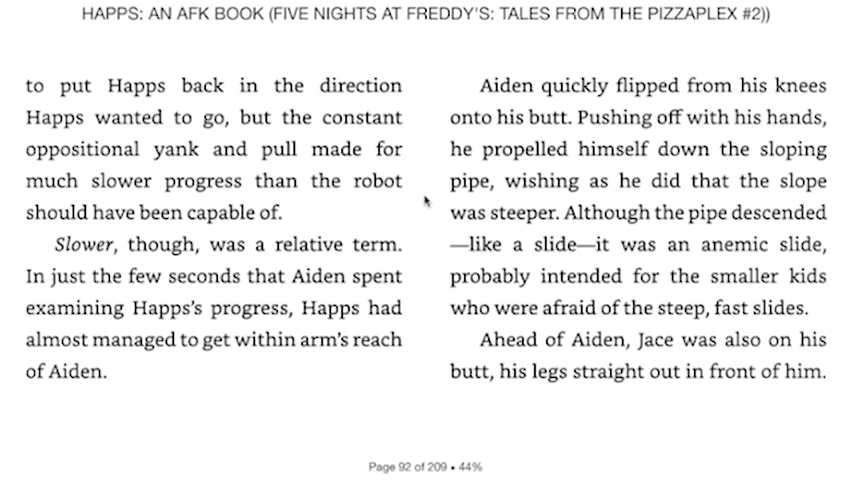 HAPPS: AN AFK BOOK (FIVE NIGHTS AT FREDDY'S: TALES FROM THE PIZZAPLEX #2))
to put Happs back in the direction
Happs wanted to go, but the constant
oppositional yank and pull made for
much slower progress than the robot
should have been capable of.
Slower, though, was a relative term.
In just the few seconds that Aiden spent
examining Happs’s progress, Happs had
almost managed to get within arm’s reach
of Aiden.
Aiden quickly flipped from his knees
onto his butt. Pushing off with his hands,
he propelled himself down the sloping
pipe, wishing as he did that the slope
was steeper. Although the pipe descended
—like a slide—it was an anemic slide,
probably intended for the smaller kids
who were afraid of the steep, fast slides.
Ahead of Aiden, Jace was also on his
butt, his legs straight out in front of him.
Page 92 of 209 • 44%